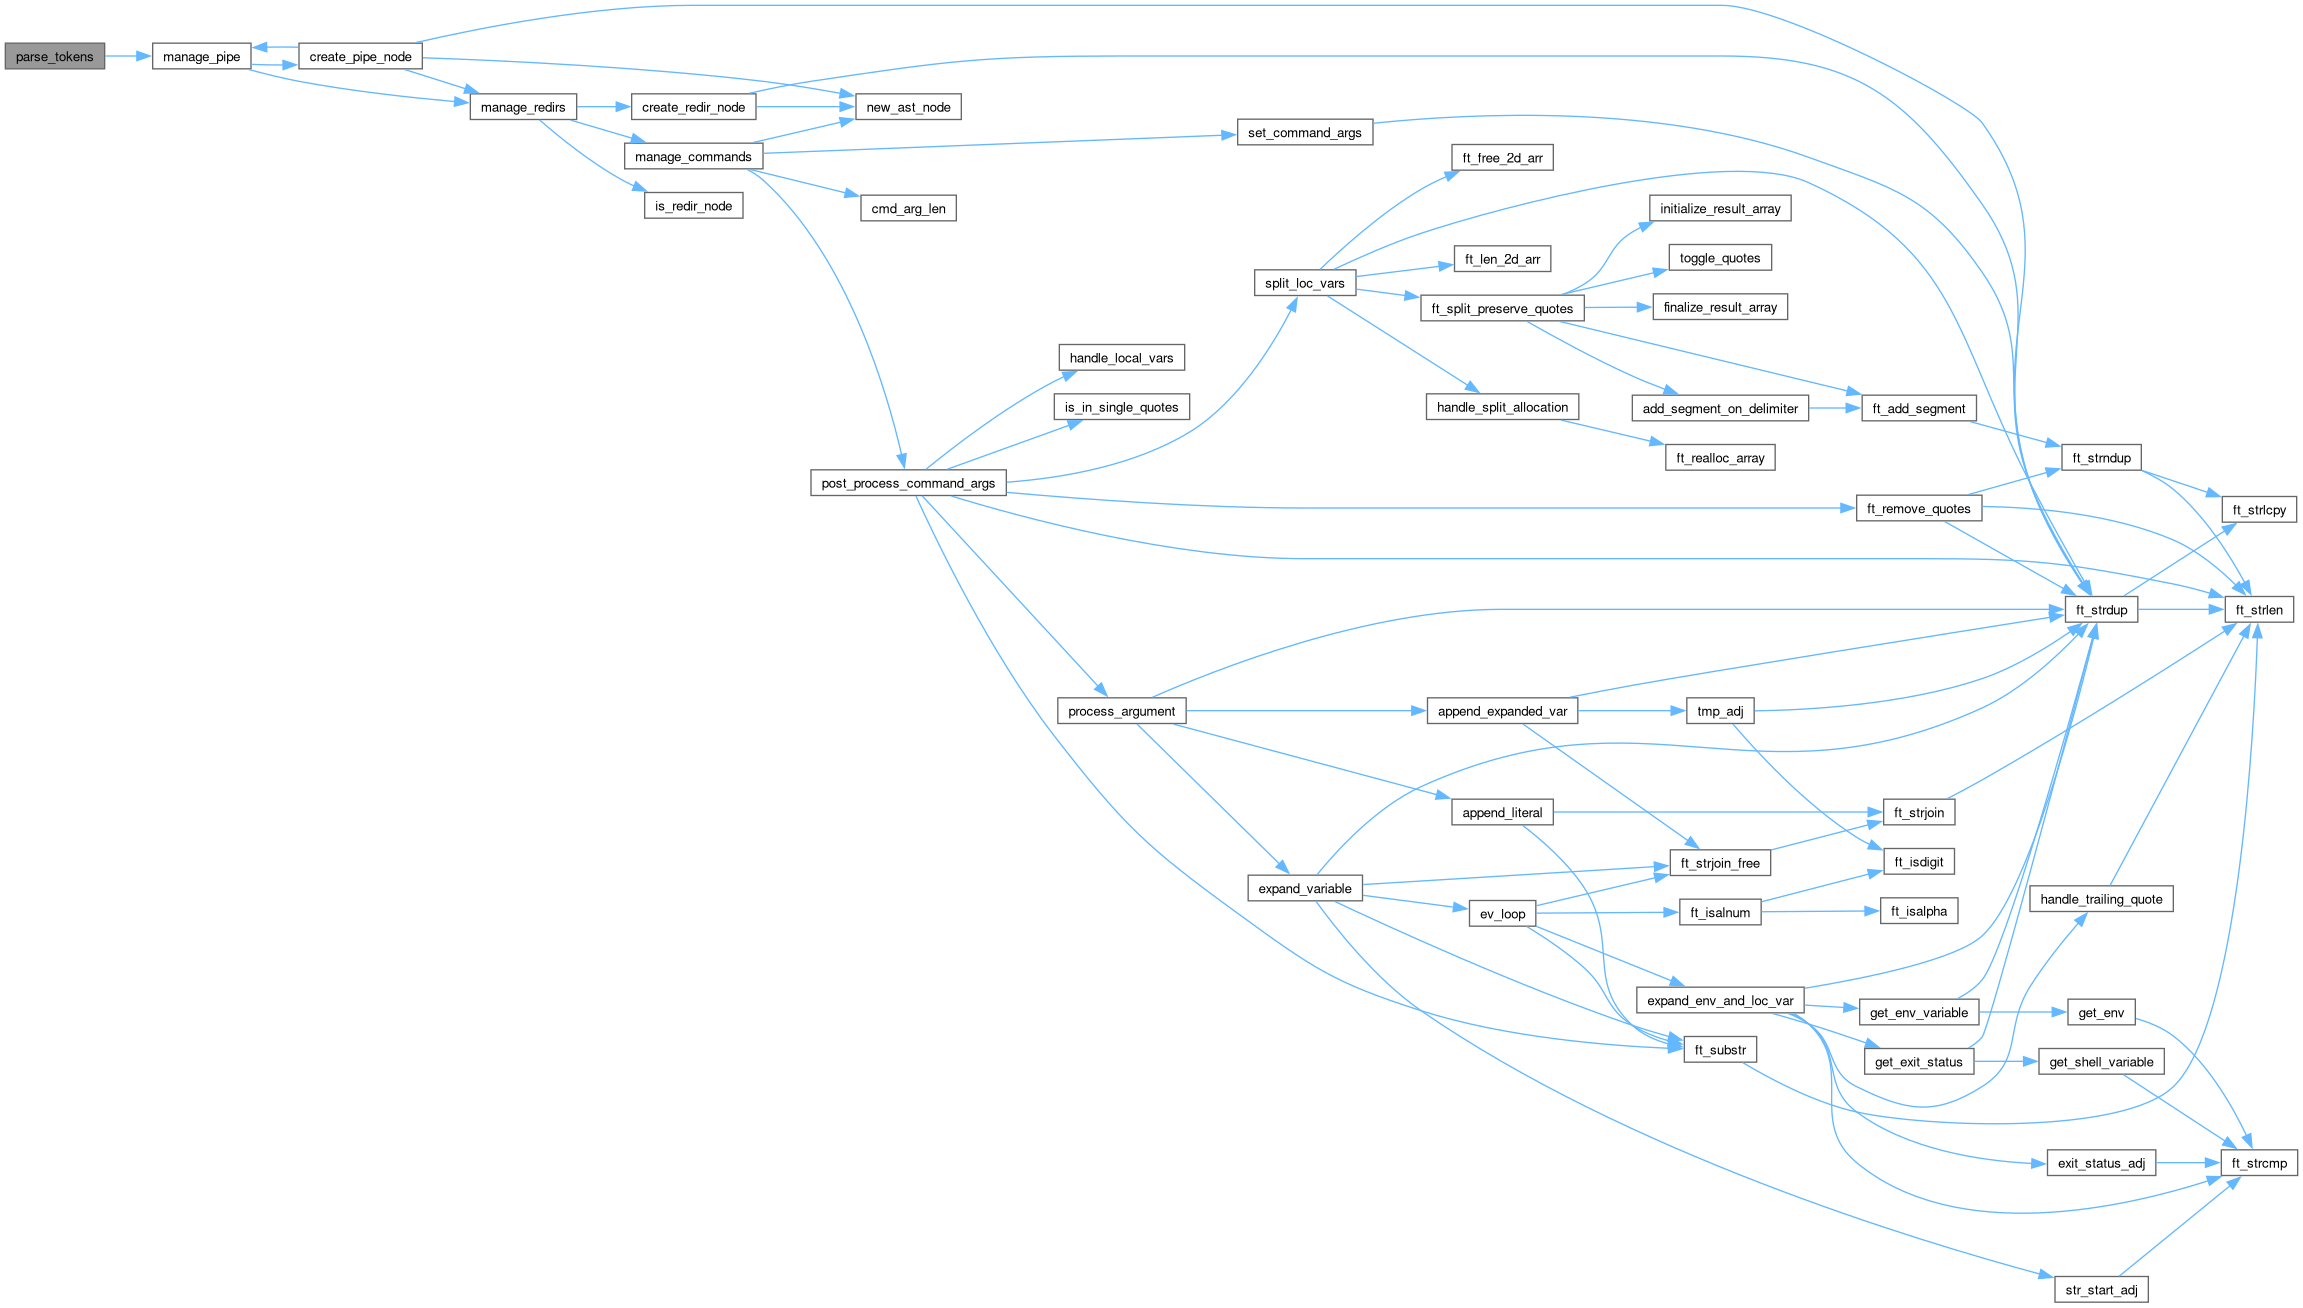 parse_tokens
manage_pipe
create_pipe_node
manage_redirs
create_redir_node
new_ast_node
set_command_args
manage_commands
ft_free_2d_arr
is_redir_node
cmd_arg_len
initialize_result_array
ft_len_2d_arr
toggle_quotes
split_loc_vars
ft_split_preserve_quotes
finalize_result_array
handle_local_vars
is_in_single_quotes
handle_split_allocation
add_segment_on_delimiter
ft_add_segment
ft_realloc_array
ft_strndup
post_process_command_args
ft_remove_quotes
ft_strlcpy
ft_strdup
ft_strlen
process_argument
append_expanded_var
tmp_adj
append_literal
ft_strjoin
ft_strjoin_free
ft_isdigit
expand_variable
handle_trailing_quote
ev_loop
ft_isalnum
ft_isalpha
expand_env_and_loc_var
get_env_variable
get_env
ft_substr
get_exit_status
get_shell_variable
exit_status_adj
ft_strcmp
str_start_adj